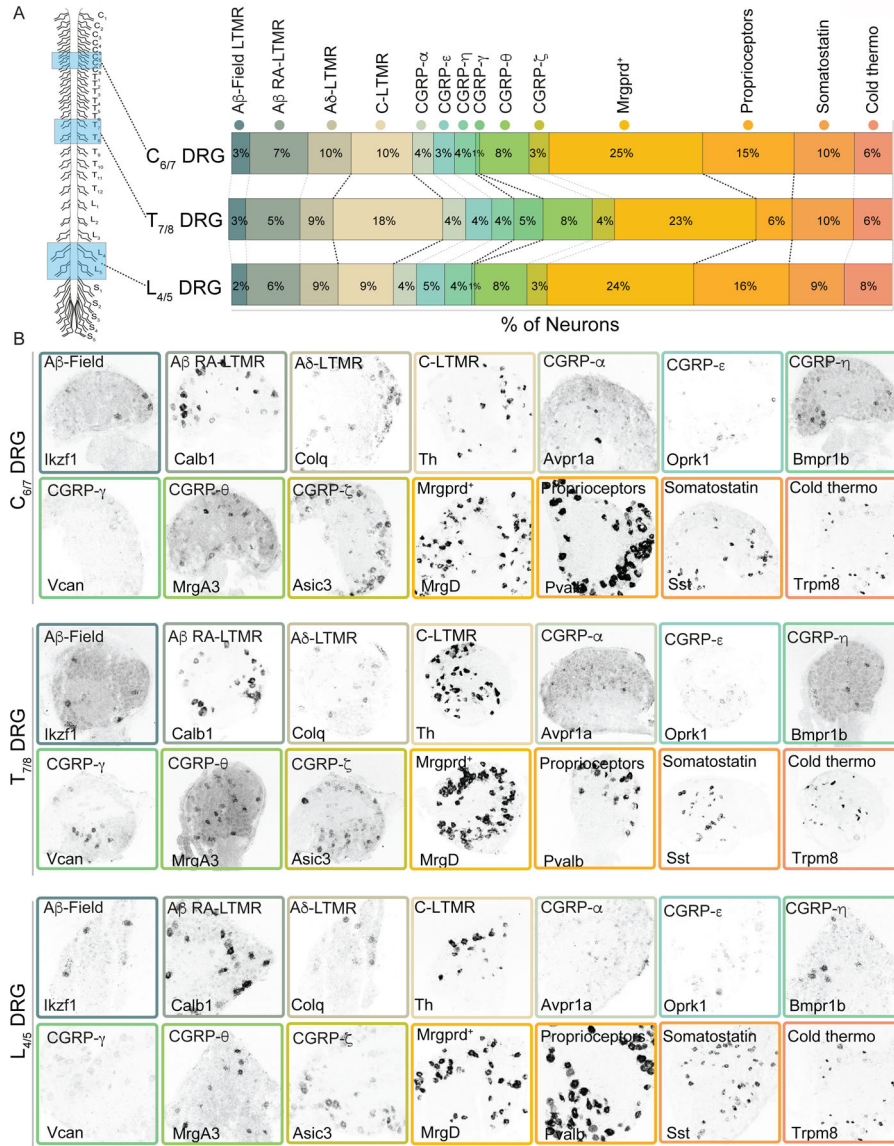 A
Aβ-Field LTMR
Aβ RA-LTMR
Aδ-LTMR
C-LTMR
CGRP-α
CGRP-ε
CGRP-η
CGRP-γ
CGRP-θ
CGRP-ζ
Mrgprd⁺
Proprioceptors
Somatostatin
Cold thermo
C6/7 DRG
3% 7% 10% 10% 4% 3% 4% 1% 8% 3% 25% 15% 10% 6%
T7/8 DRG
3% 5% 9% 18% 4% 4% 4% 5% 8% 4% 23% 6% 10% 6%
L4/5 DRG
2% 6% 9% 9% 4% 5% 4% 1% 8% 3% 24% 16% 9% 8%
% of Neurons
C1
C2
C3
C4
T9
T10
T11
T12
L1
L2
L3
L4
L5
S1
S2
S3
S4
S5
B
C6/7 DRG
Aβ-Field Aβ RA-LTMR Aδ-LTMR C-LTMR CGRP-α CGRP-ε CGRP-η
Ikzf1 Calb1 Colq Th Avpr1a Oprk1 Bmpr1b
CGRP-γ CGRP-θ CGRP-ζ Mrgprd⁺ Proprioceptors Somatostatin Cold thermo
Vcan MrgA3 Asic3 MrgD Pvalb Sst Trpm8
T7/8 DRG
Aβ-Field Aβ RA-LTMR Aδ-LTMR C-LTMR CGRP-α CGRP-ε CGRP-η
Ikzf1 Calb1 Colq Th Avpr1a Oprk1 Bmpr1b
CGRP-γ CGRP-θ CGRP-ζ Mrgprd⁺ Proprioceptors Somatostatin Cold thermo
Vcan MrgA3 Asic3 MrgD Pvalb Sst Trpm8
L4/5 DRG
Aβ-Field Aβ RA-LTMR Aδ-LTMR C-LTMR CGRP-α CGRP-ε CGRP-η
Ikzf1 Calb1 Colq Th Avpr1a Oprk1 Bmpr1b
CGRP-γ CGRP-θ CGRP-ζ Mrgprd⁺ Proprioceptors Somatostatin Cold thermo
Vcan MrgA3 Asic3 MrgD Pvalb Sst Trpm8